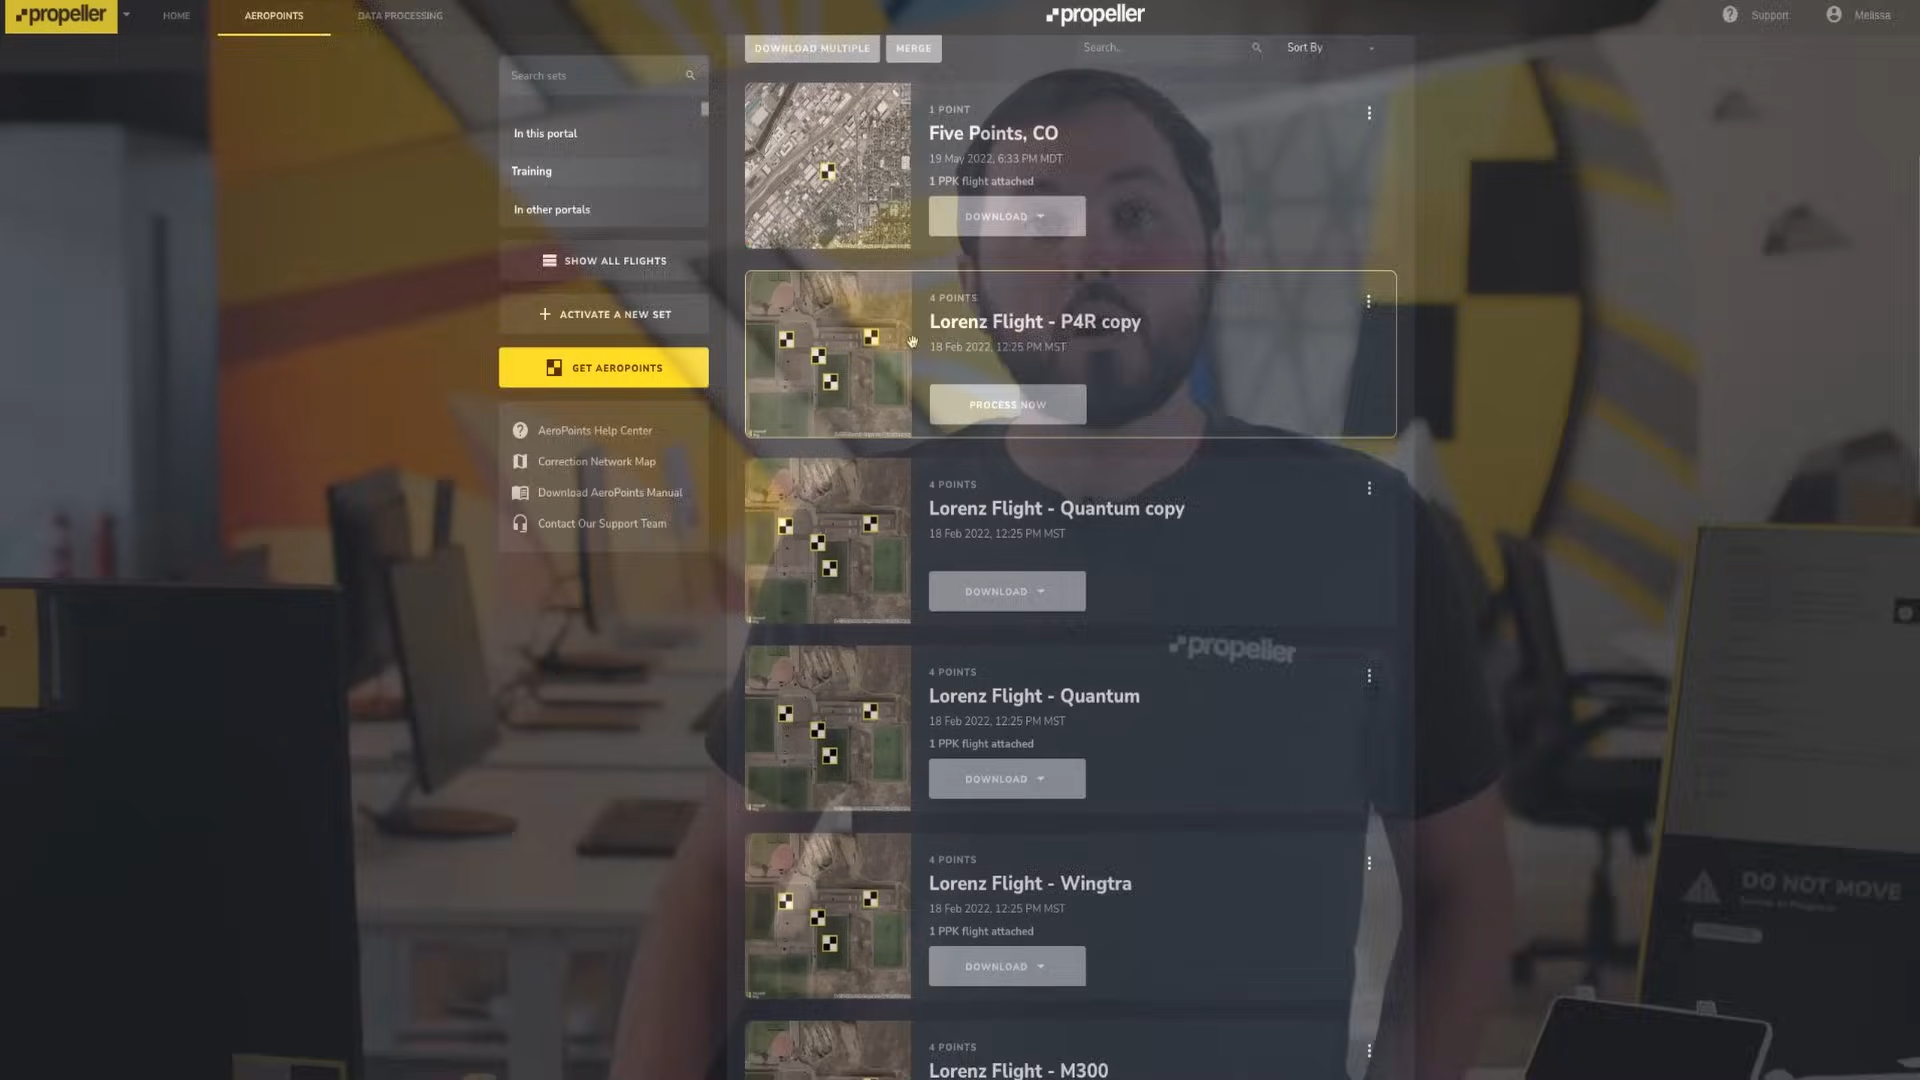 propeller
HOME
AEROPOINTS
DATA PROCESSING
propeller
Support
Melissa
Search sets
In this portal
Training
In other portals
SHOW ALL FLIGHTS
ACTIVATE A NEW SET
GET AEROPOINTS
AeroPoints Help Center
Correction Network Map
Download AeroPoints Manual
Contact Our Support Team
DOWNLOAD MULTIPLE
MERGE
Search...
Sort By
1 POINT
Five Points, CO
19 May 2022, 6:33 PM MDT
1 PPK flight attached
DOWNLOAD
4 POINTS
Lorenz Flight - P4R copy
18 Feb 2022, 12:25 PM MST
PROCESS NOW
4 POINTS
Lorenz Flight - Quantum copy
18 Feb 2022, 12:25 PM MST
DOWNLOAD
4 POINTS
Lorenz Flight - Quantum
18 Feb 2022, 12:25 PM MST
1 PPK flight attached
DOWNLOAD
4 POINTS
Lorenz Flight - Wingtra
18 Feb 2022, 12:25 PM MST
1 PPK flight attached
DOWNLOAD
4 POINTS
Lorenz Flight - M300
propeller
DO NOT MOVE